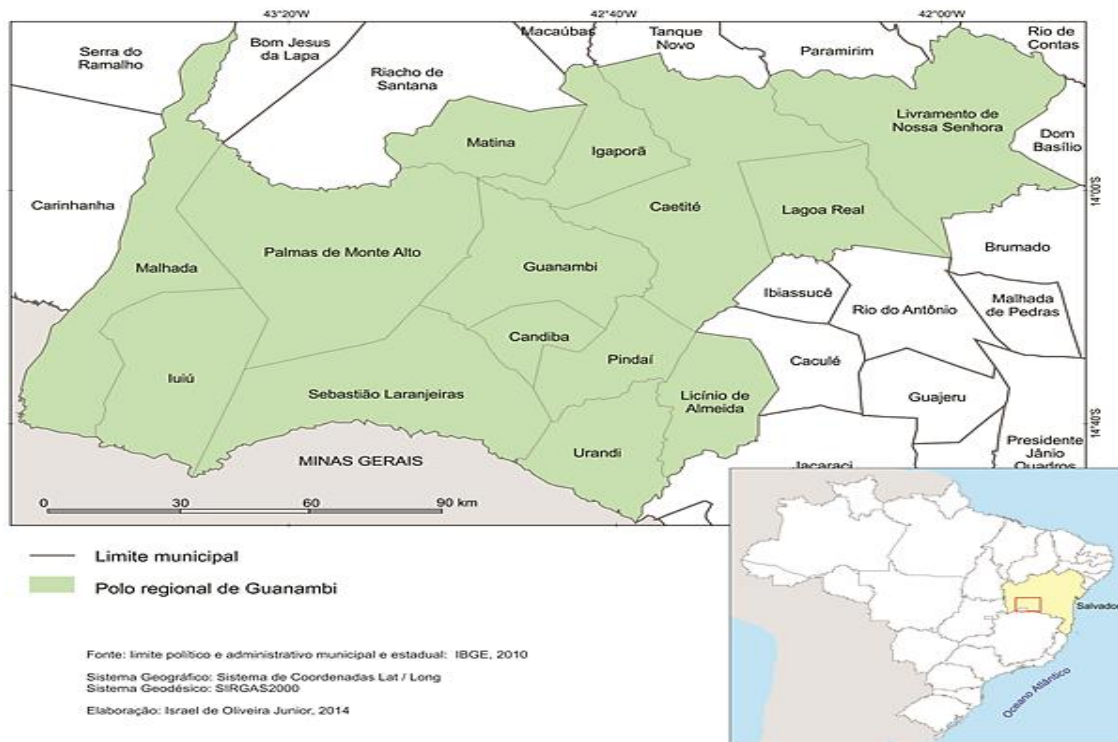 43°20'W
42°40'W
42°00'W
Serra do
Ramalho
Bom Jesus
da Lapa
Riacho de
Santana
Macaúbas
Tanque
Novo
Paramirim
Rio de
Contas
Livramento de
Nossa Senhora
Dom
Basílio
Matina
Igaporã
Carinhanha
14°00'S
Caetité
Lagoa Real
Palmas de Monte Alto
Malhada
Guanambi
Brumado
Ibiassucê
Rio do Antônio
Malhada
de Pedras
Candiba
Pindaí
Caculé
Iuiú
Sebastião Laranjeiras
Licínio de
Almeida
Guajeru
14°40'S
Urandi
MINAS GERAIS
Presidente
Jânio
Quadros
Jacaraci
0 30 60 90 km
Limite municipal
Polo regional de Guanambi
Salvador
Oceano Atlântico
Fonte: limite político e administrativo municipal e estadual: IBGE, 2010
Sistema Geográfico: Sistema de Coordenadas Lat / Long
Sistema Geodésico: SIRGAS2000
Elaboração: Israel de Oliveira Junior, 2014